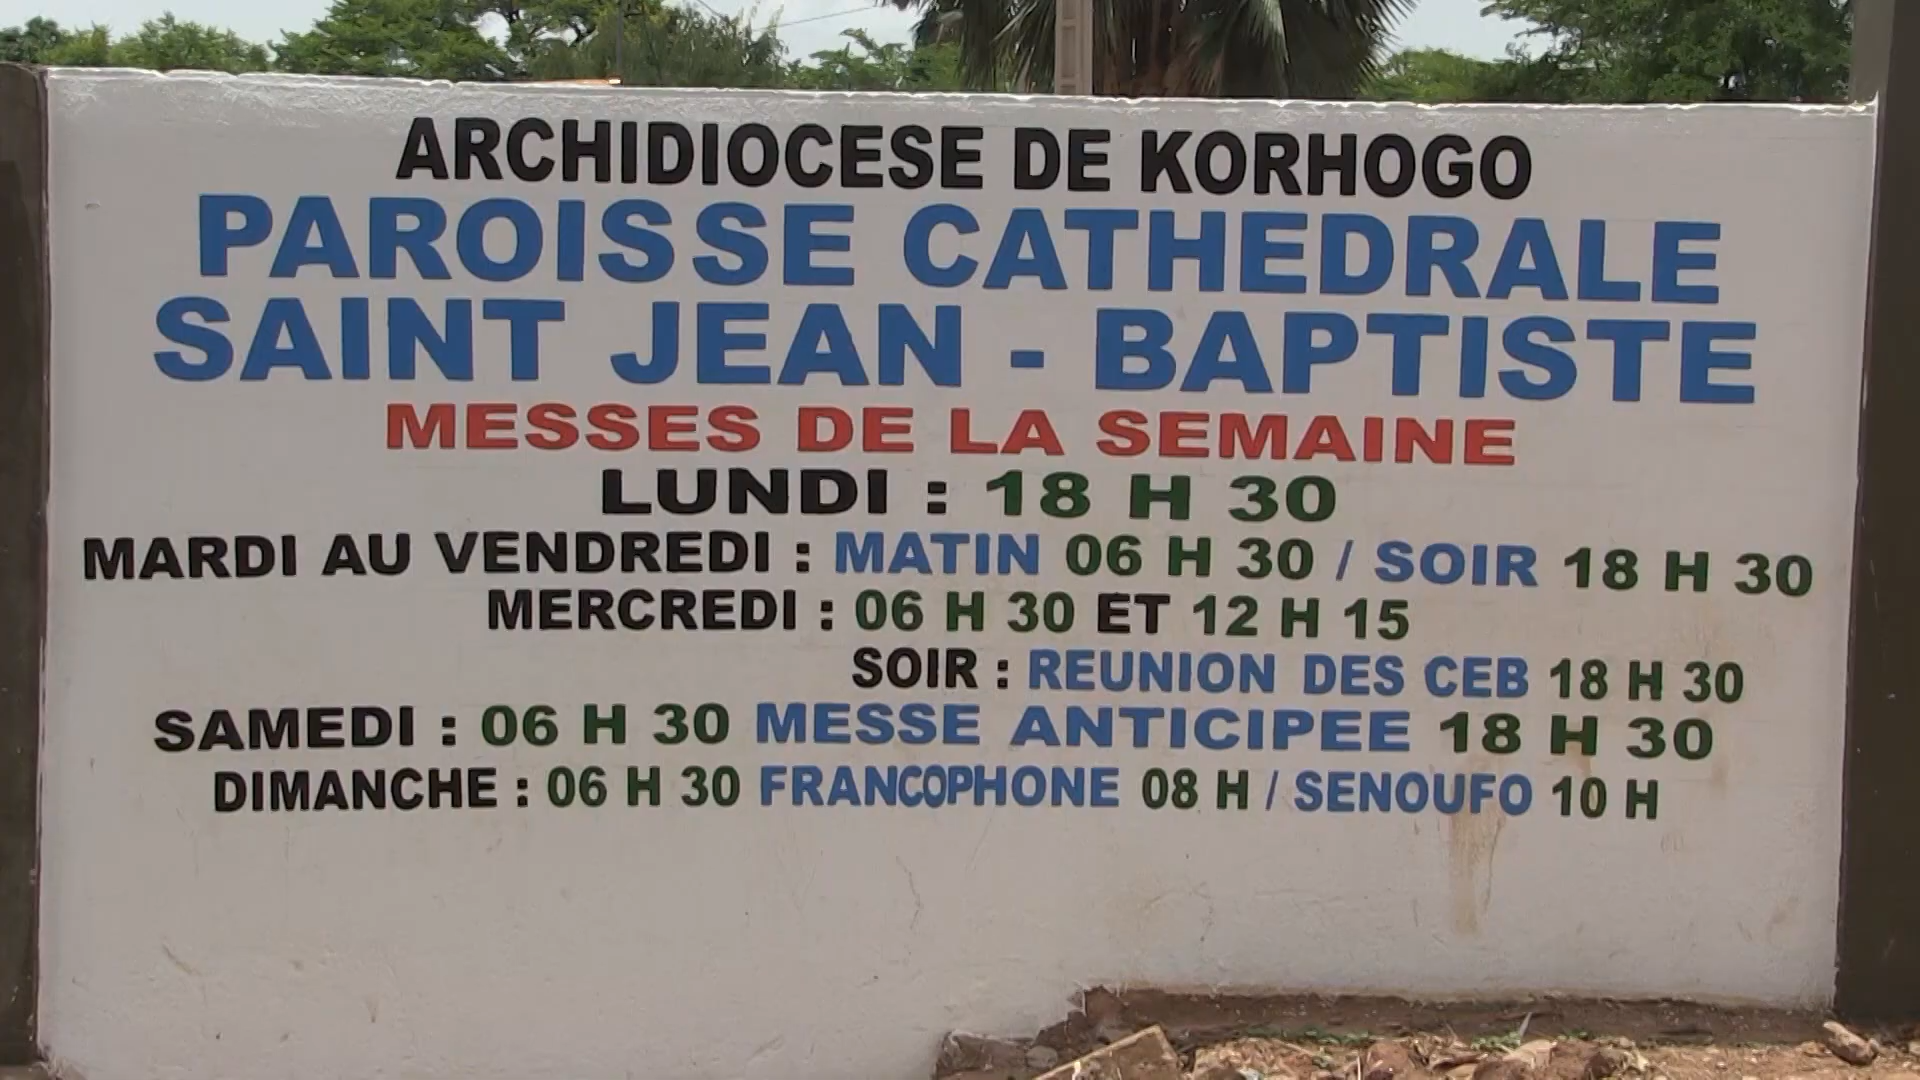 ARCHIDIOCESE DE KORHOGO
PAROISSE CATHEDRALE
SAINT JEAN - BAPTISTE
MESSES DE LA SEMAINE
LUNDI : 18 H 30
MARDI AU VENDREDI : MATIN 06 H 30 / SOIR 18 H 30
MERCREDI : 06 H 30 ET 12 H 15
SOIR : REUNION DES CEB 18 H 30
SAMEDI : 06 H 30 MESSE ANTICIPEE 18 H 30
DIMANCHE : 06 H 30 FRANCOPHONE 08 H / SENOUFO 10 H